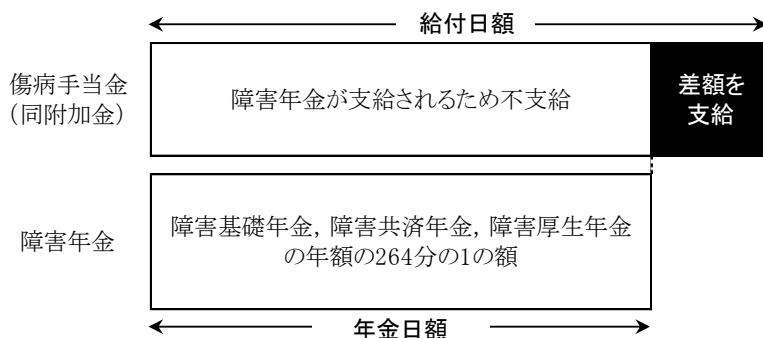 給付日額
傷病手当金
（同附加金）
障害年金が支給されるため不支給
差額を
支給
障害年金
障害基礎年金, 障害共済年金, 障害厚生年金
の年額の264分の1の額
年金日額